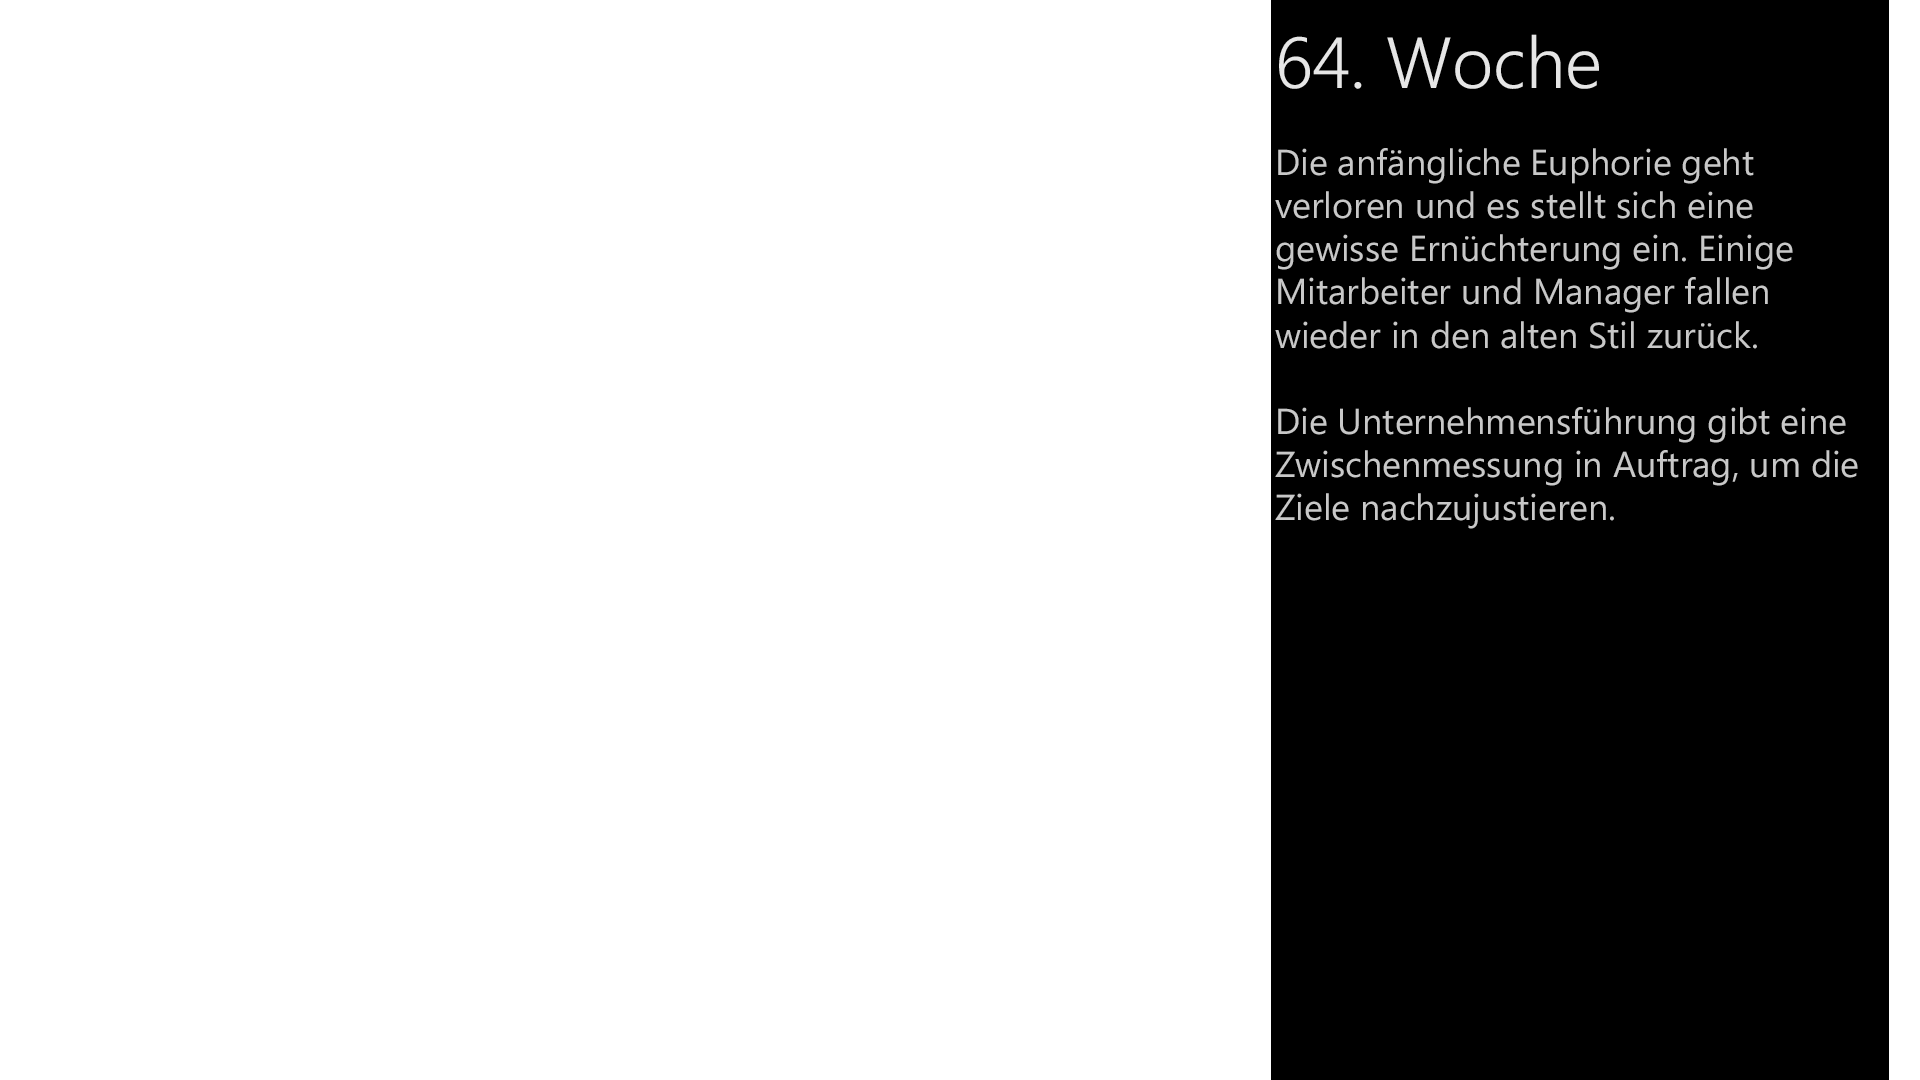 64. Woche
Die anfängliche Euphorie geht
verloren und es stellt sich eine
gewisse Ernüchterung ein. Einige
Mitarbeiter und Manager fallen
wieder in den alten Stil zurück.
Die Unternehmensführung gibt eine
Zwischenmessung in Auftrag, um die
Ziele nachzujustieren.